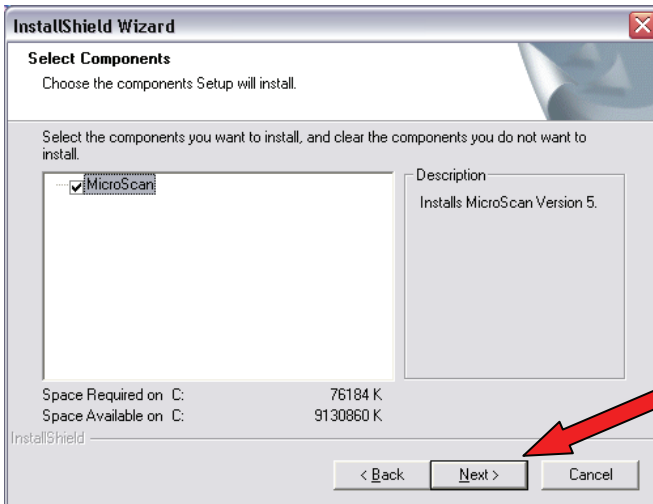 InstallShield Wizard
Select Components
Choose the components Setup will install.
Select the components you want to install, and clear the components you do not want to
install.
MicroScan
Description
Installs MicroScan Version 5.
Space Required on C: 76184 K
Space Available on C: 9130860 K
InstallShield
< Back Next > Cancel